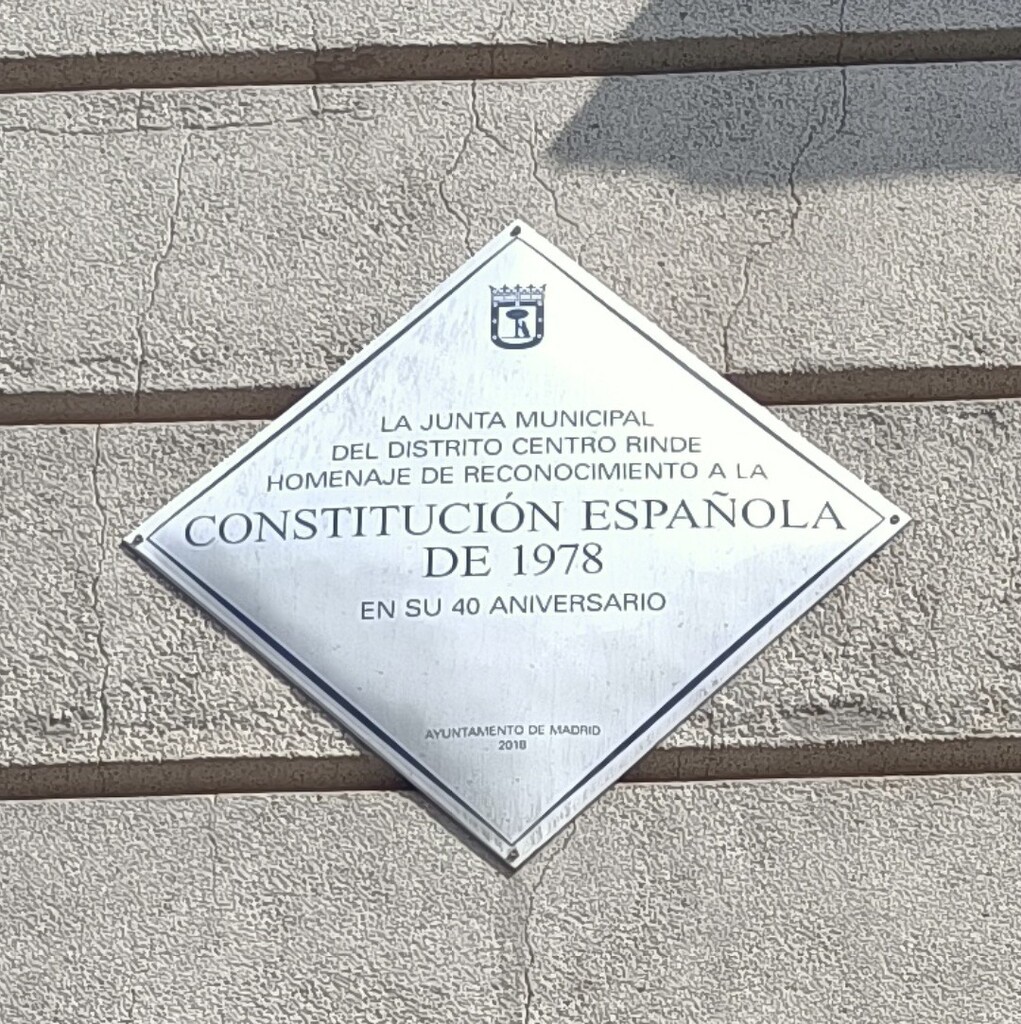 LA JUNTA MUNICIPAL
DEL DISTRITO CENTRO RINDE
HOMENAJE DE RECONOCIMIENTO A LA
CONSTITUCIÓN ESPAÑOLA
DE 1978
EN SU 40 ANIVERSARIO
AYUNTAMENTO DE MADRID
2018